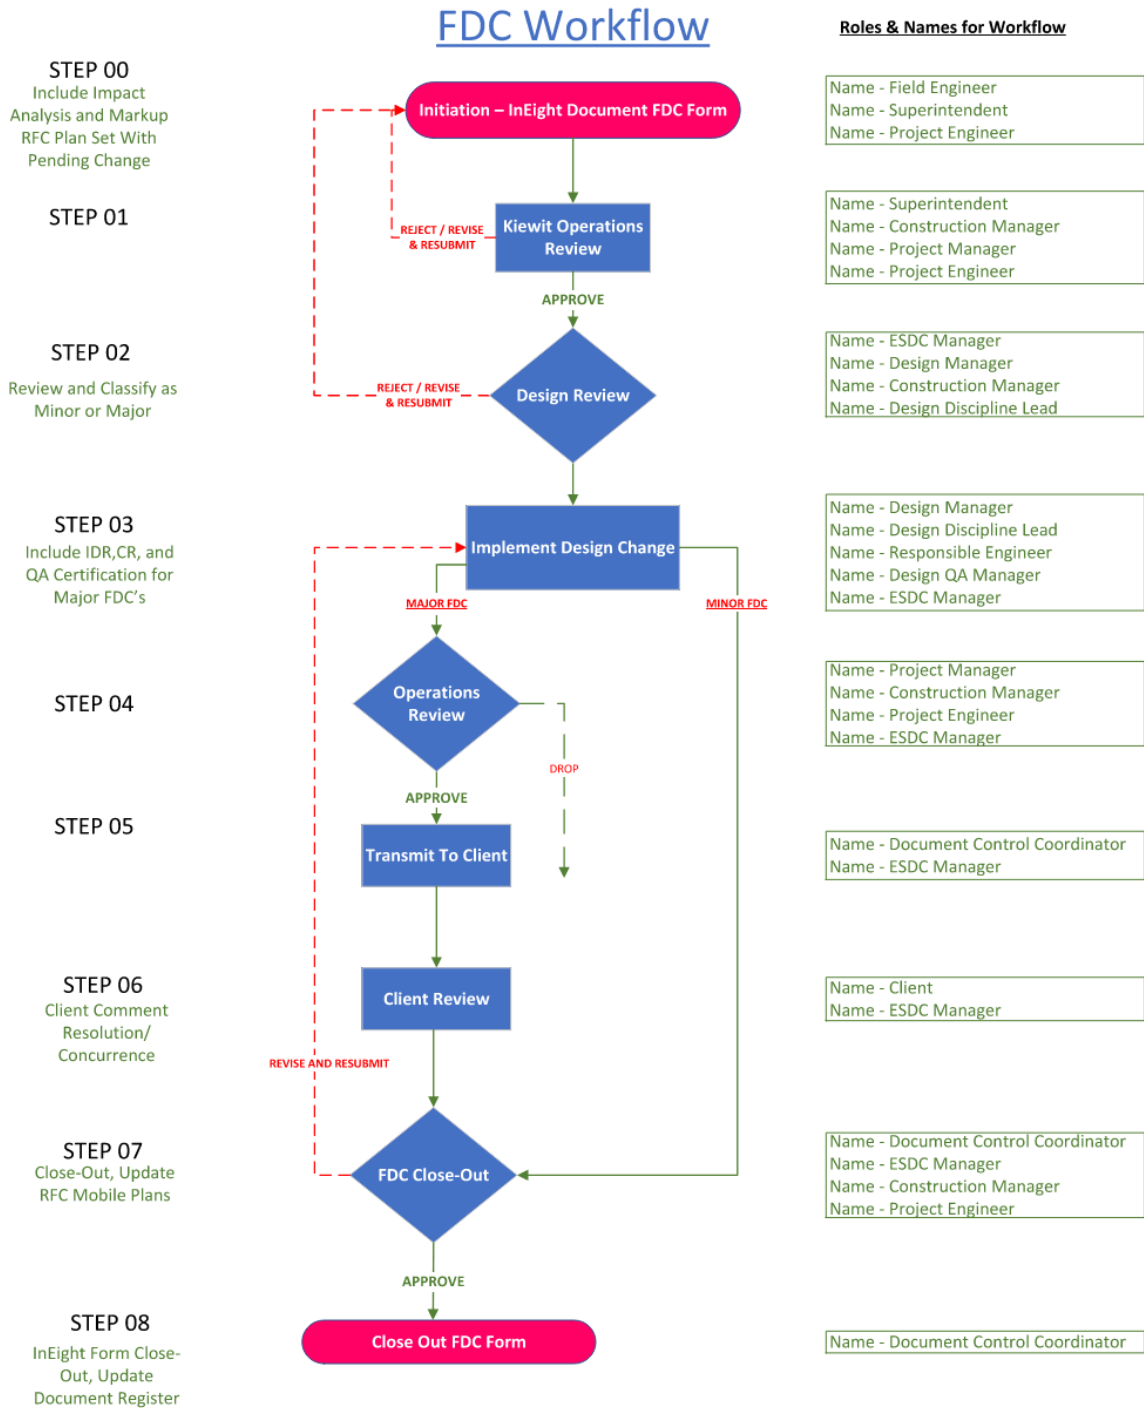 FDC Workflow
Roles & Names for Workflow
STEP 00
Include Impact
Analysis and Markup
RFC Plan Set With
Pending Change
Initiation – InEight Document FDC Form
Name - Field Engineer
Name - Superintendent
Name - Project Engineer
STEP 01
REJECT / REVISE
& RESUBMIT
Kiewit Operations
Review
APPROVE
Name - Superintendent
Name - Construction Manager
Name - Project Manager
Name - Project Engineer
STEP 02
Review and Classify as
Minor or Major
REJECT / REVISE
& RESUBMIT
Design Review
Name - ESDC Manager
Name - Design Manager
Name - Construction Manager
Name - Design Discipline Lead
STEP 03
Include IDR,CR, and
QA Certification for
Major FDC's
Implement Design Change
MAJOR FDC
MINOR FDC
Name - Design Manager
Name - Design Discipline Lead
Name - Responsible Engineer
Name - Design QA Manager
Name - ESDC Manager
STEP 04
Operations
Review
DROP
APPROVE
Name - Project Manager
Name - Construction Manager
Name - Project Engineer
Name - ESDC Manager
STEP 05
Transmit To Client
Name - Document Control Coordinator
Name - ESDC Manager
STEP 06
Client Comment
Resolution/
Concurrence
Client Review
REVISE AND RESUBMIT
Name - Client
Name - ESDC Manager
STEP 07
Close-Out, Update
RFC Mobile Plans
FDC Close-Out
APPROVE
Name - Document Control Coordinator
Name - ESDC Manager
Name - Construction Manager
Name - Project Engineer
STEP 08
InEight Form Close-
Out, Update
Document Register
Close Out FDC Form
Name - Document Control Coordinator